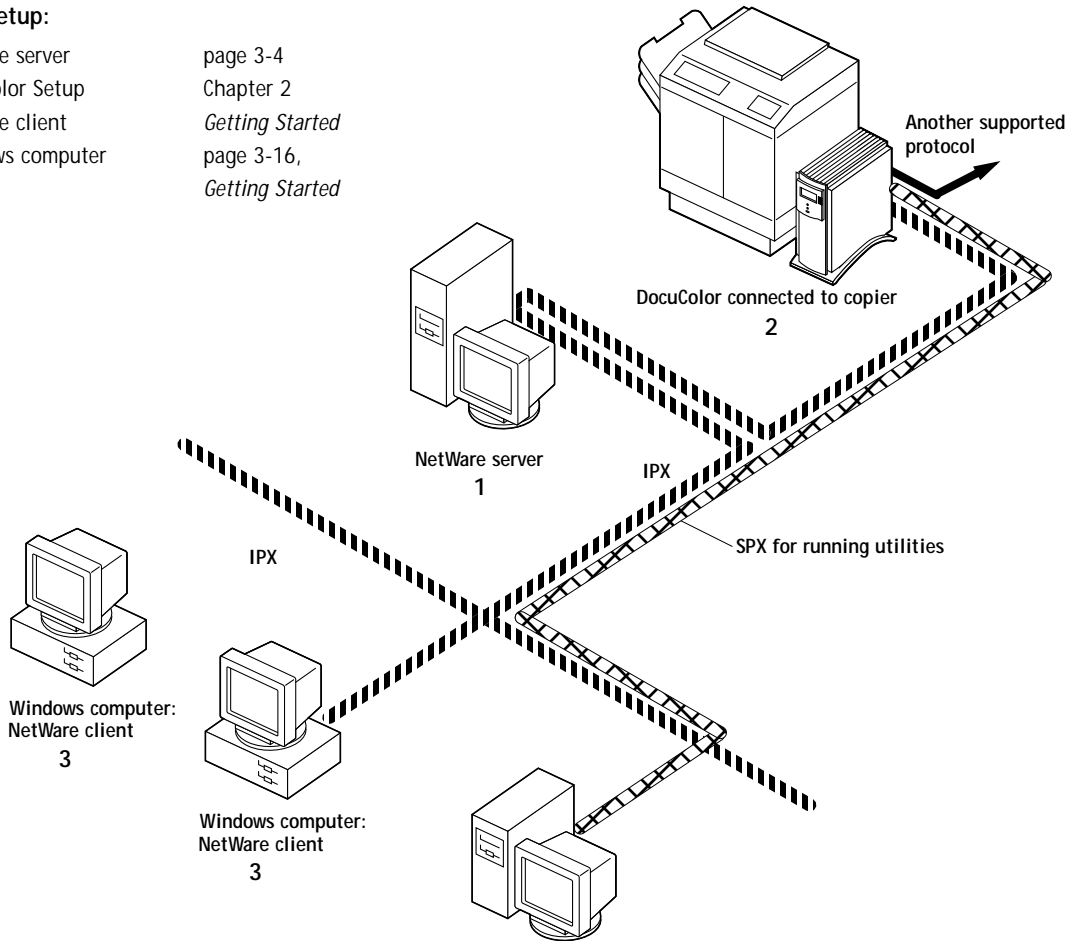 etup:
e server page 3-4
olor Setup Chapter 2
e client Getting Started
ws computer page 3-16,
Getting Started
Another supported
protocol
DocuColor connected to copier
2
NetWare server
1
IPX
SPX for running utilities
IPX
Windows computer:
NetWare client
3
Windows computer:
NetWare client
3